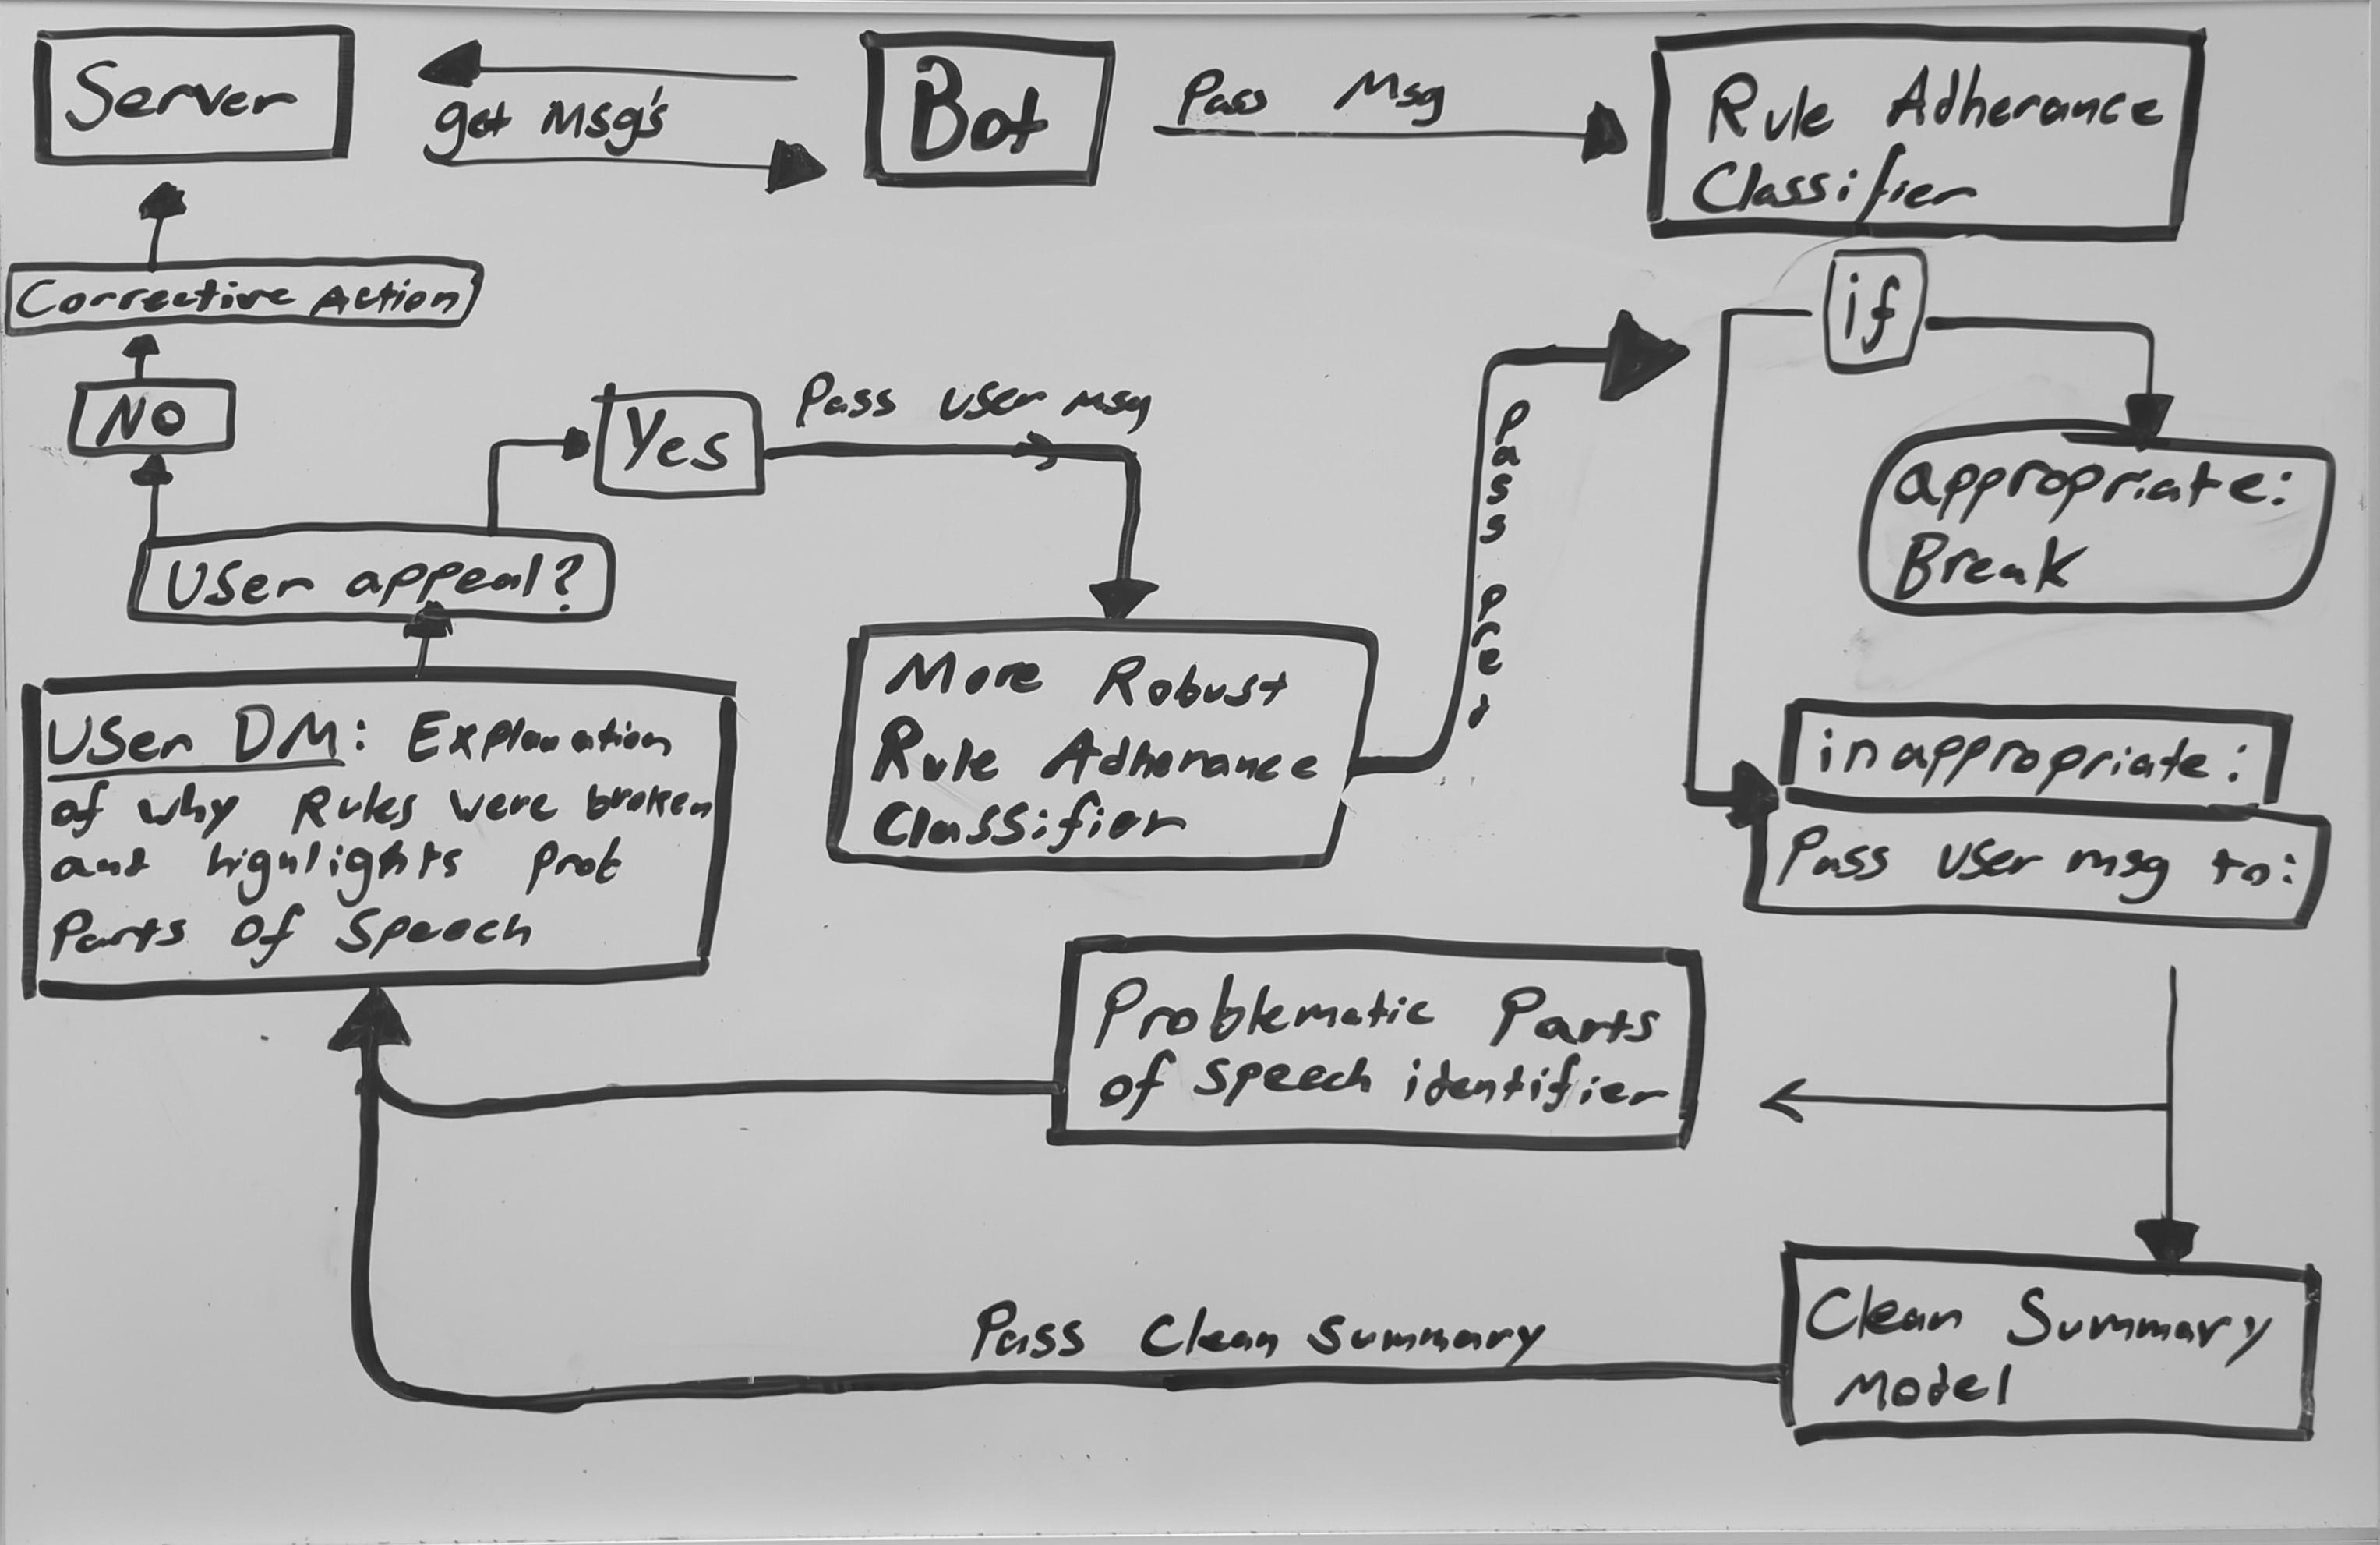 Server
get Msg's
Bot
Pass Msg
Rule Adherance
Classifier
if
appropriate:
Break
inappropriate:
Pass user msg to:
Corrective Action
NO
Yes
Pass user msg
User appeal?
More Robust
Rule Adherance
Classifier
Pass Pred
User DM: Explanation
of why Rules were broken
and highlights prob
Parts of Speech
Problematic Parts
of speech identifier
Pass Clean Summary
Clean Summary
Model